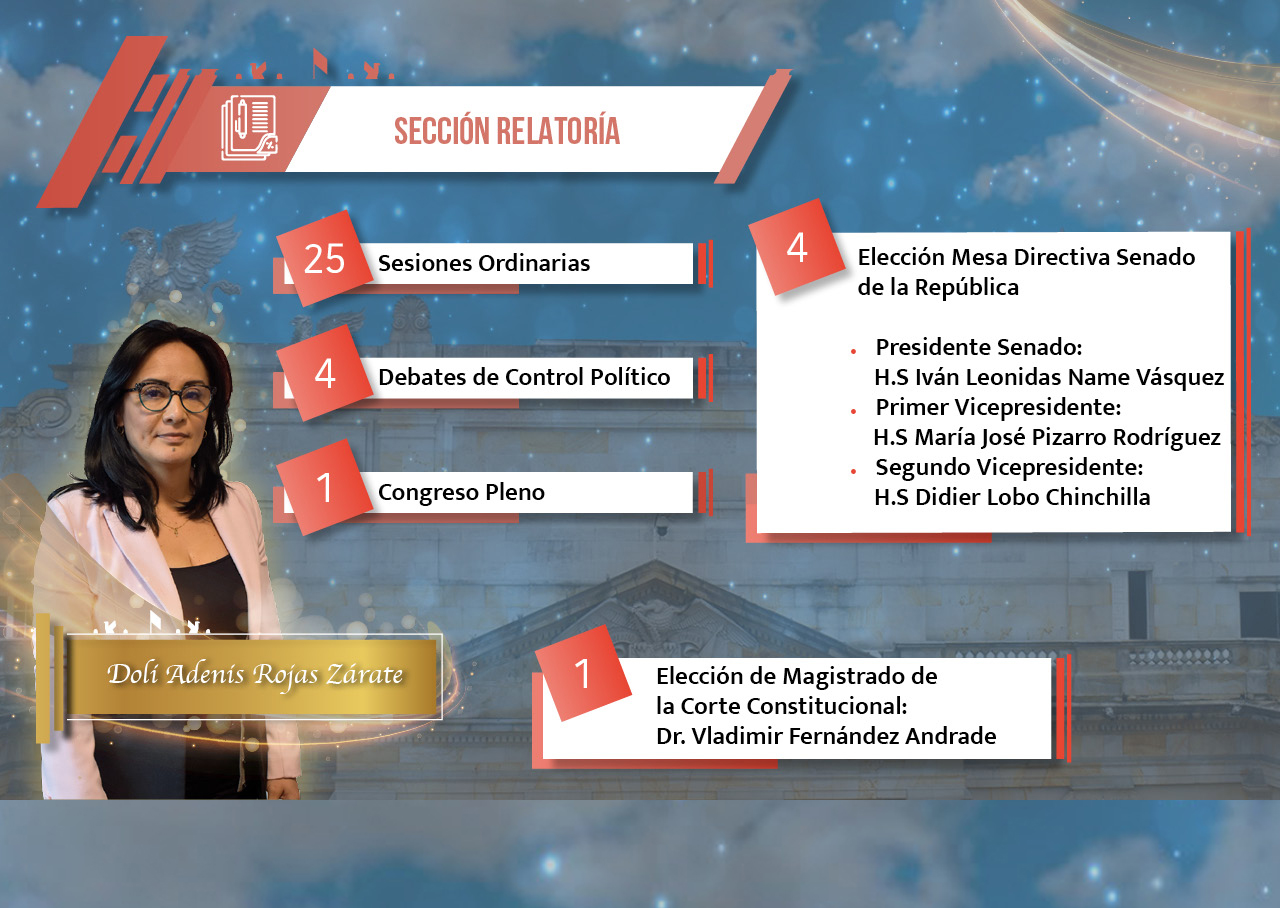 SECCIÓN RELATORÍA
25
Sesiones Ordinarias
4
Debates de Control Político
1
Congreso Pleno
4
Elección Mesa Directiva Senado
de la República
• Presidente Senado:
H.S Iván Leonidas Name Vásquez
• Primer Vicepresidente:
H.S María José Pizarro Rodríguez
• Segundo Vicepresidente:
H.S Didier Lobo Chinchilla
Dolí Adenis Rojas Zárate
1
Elección de Magistrado de
la Corte Constitucional:
Dr. Vladimir Fernández Andrade